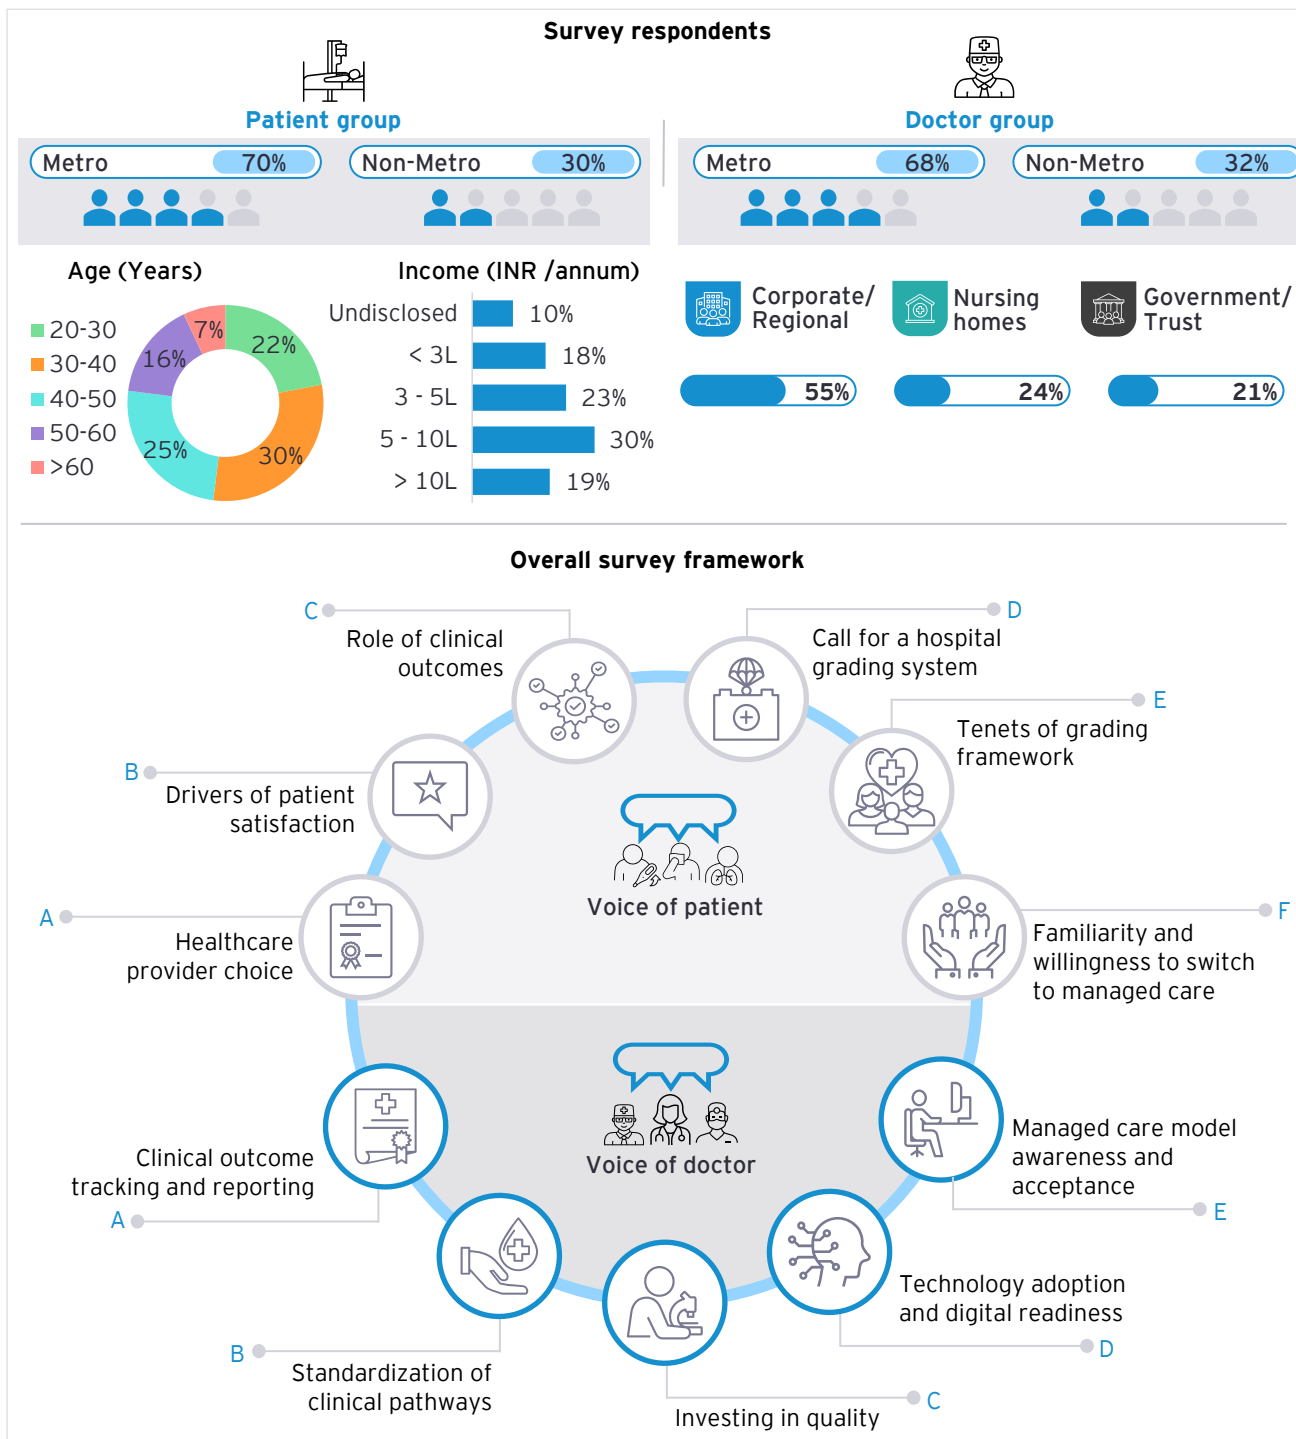 Survey respondents
Patient group
Doctor group
Metro 70%
Non-Metro 30%
Metro 68%
Non-Metro 32%
Age (Years)
20-30
30-40
40-50
50-60
>60
7%
22%
16%
25%
30%
Income (INR /annum)
Undisclosed 10%
< 3L 18%
3 - 5L 23%
5 - 10L 30%
> 10L 19%
Corporate/
Regional
55%
Nursing
homes
24%
Government/
Trust
21%
Overall survey framework
C
Role of clinical
outcomes
D
Call for a hospital
grading system
B
Drivers of patient
satisfaction
E
Tenets of grading
framework
A
Healthcare
provider choice
F
Familiarity and
willingness to switch
to managed care
Voice of patient
Voice of doctor
Clinical outcome
tracking and reporting
A
Managed care model
awareness and
acceptance
E
B
Standardization of
clinical pathways
Technology adoption
and digital readiness
D
C
Investing in quality